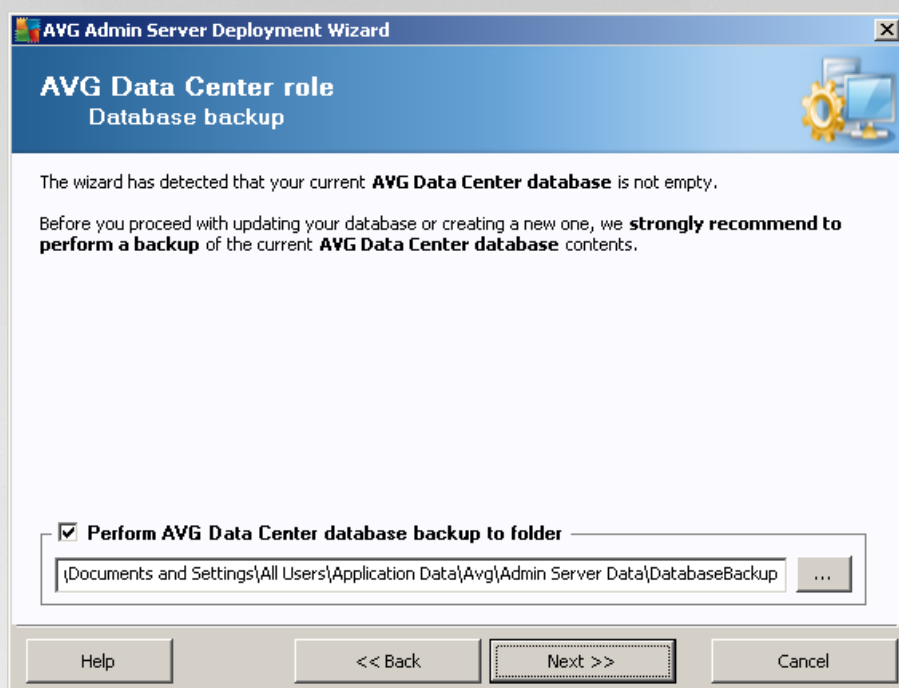 AVG Admin Server Deployment Wizard
AVG Data Center role
Database backup
The wizard has detected that your current AVG Data Center database is not empty.
Before you proceed with updating your database or creating a new one, we strongly recommend to
perform a backup of the current AVG Data Center database contents.
Perform AVG Data Center database backup to folder
\Documents and Settings\All Users\Application Data\Avg\Admin Server Data\DatabaseBackup
...
Help
<< Back
Next >>
Cancel